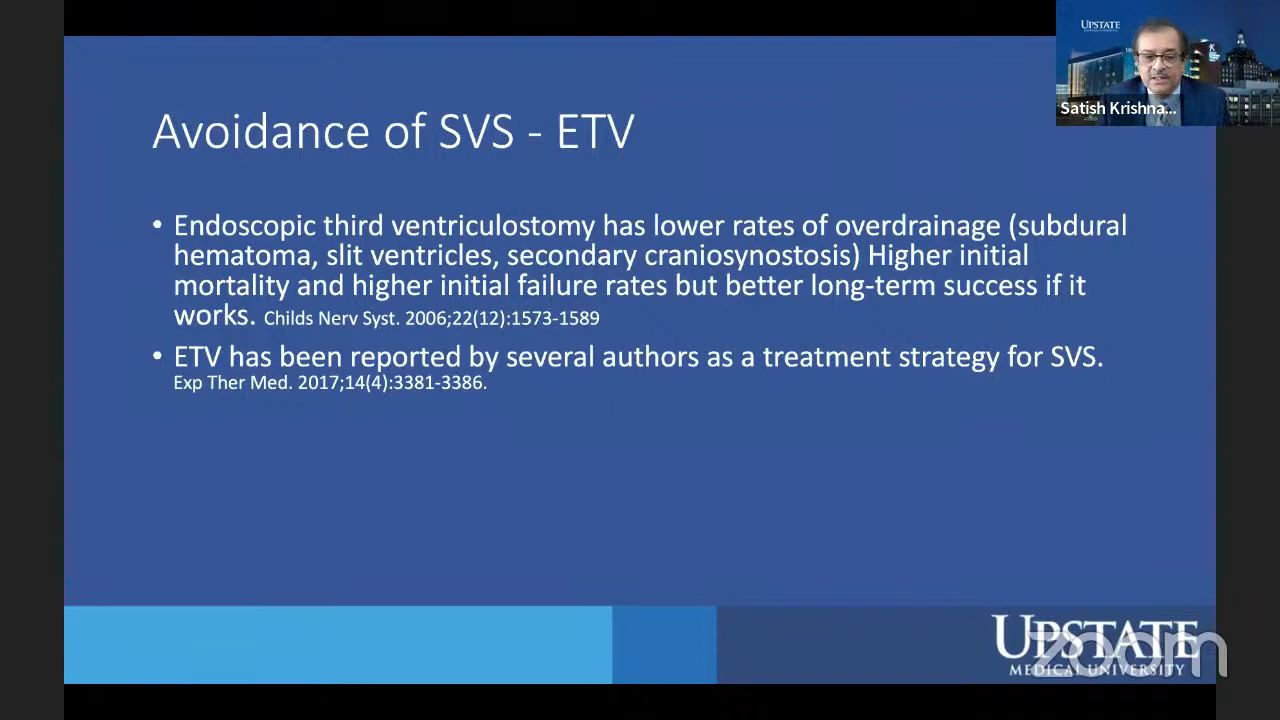 UPSTATE
Satish Krishna...
Avoidance of SVS - ETV
• Endoscopic third ventriculostomy has lower rates of overdrainage (subdural
hematoma, slit ventricles, secondary craniosynostosis) Higher initial
mortality and higher initial failure rates but better long-term success if it
works. Childs Nerv Syst. 2006;22(12):1573-1589
• ETV has been reported by several authors as a treatment strategy for SVS.
Exp Ther Med. 2017;14(4):3381-3386.
UPSTATE
MEDICAL UNIVERSITY
zoom